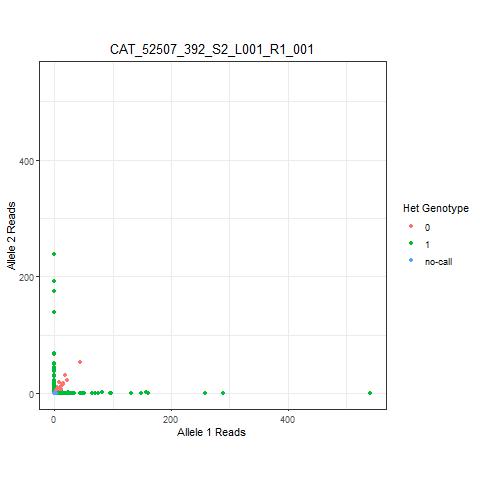 CAT_52507_392_S2_L001_R1_001
Allele 2 Reads
400
200
0
0
200
400
Allele 1 Reads
Het Genotype
0
1
no-call